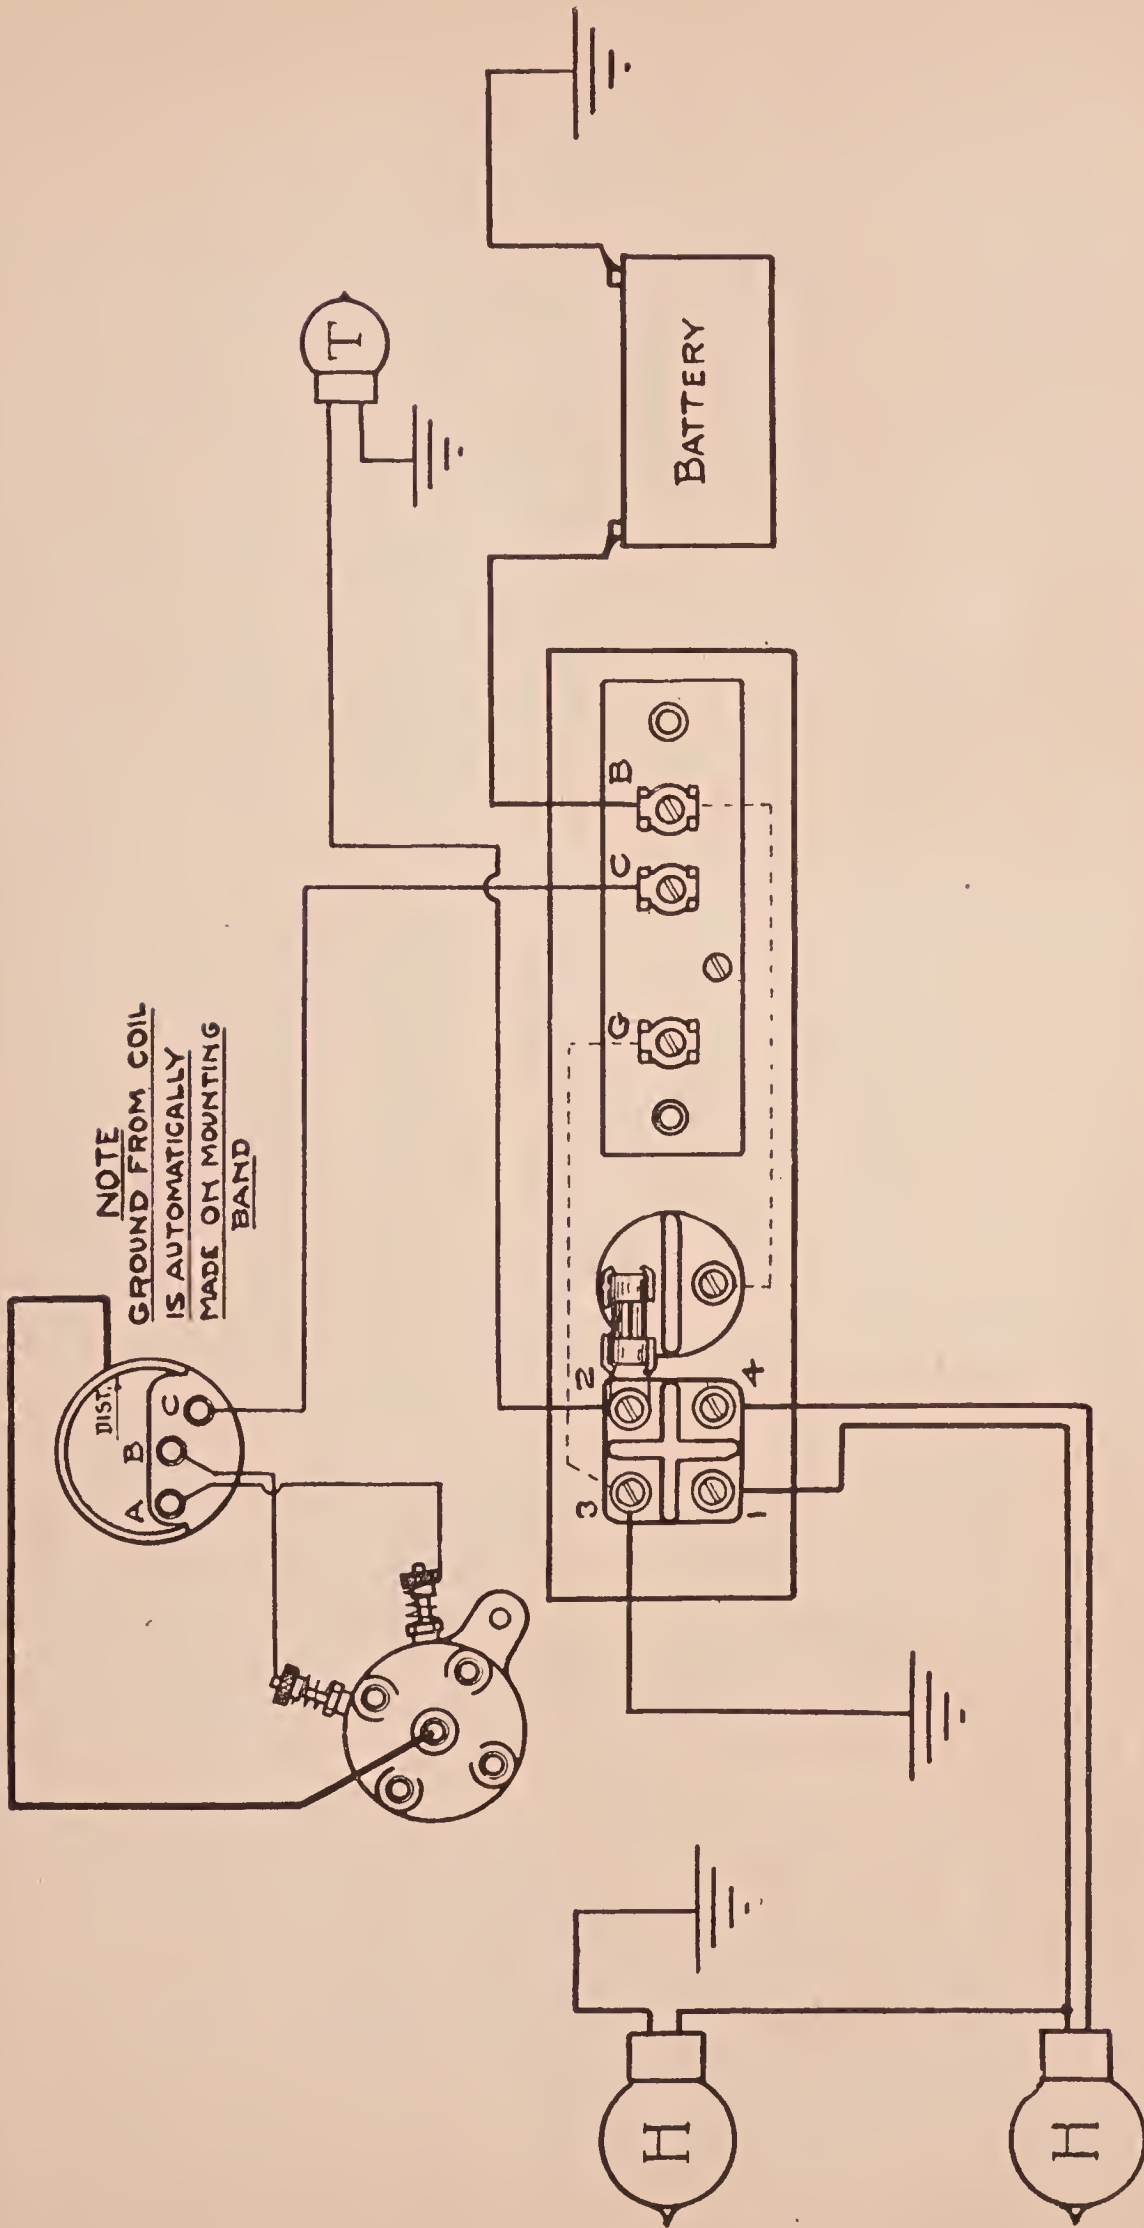 NOTE
GROUND FROM COIL
IS AUTOMATICALLY
MADE ON MOUNTING
BAND
DIST.
A B C
T
BATTERY
G C B
3 2
1 4
H
H